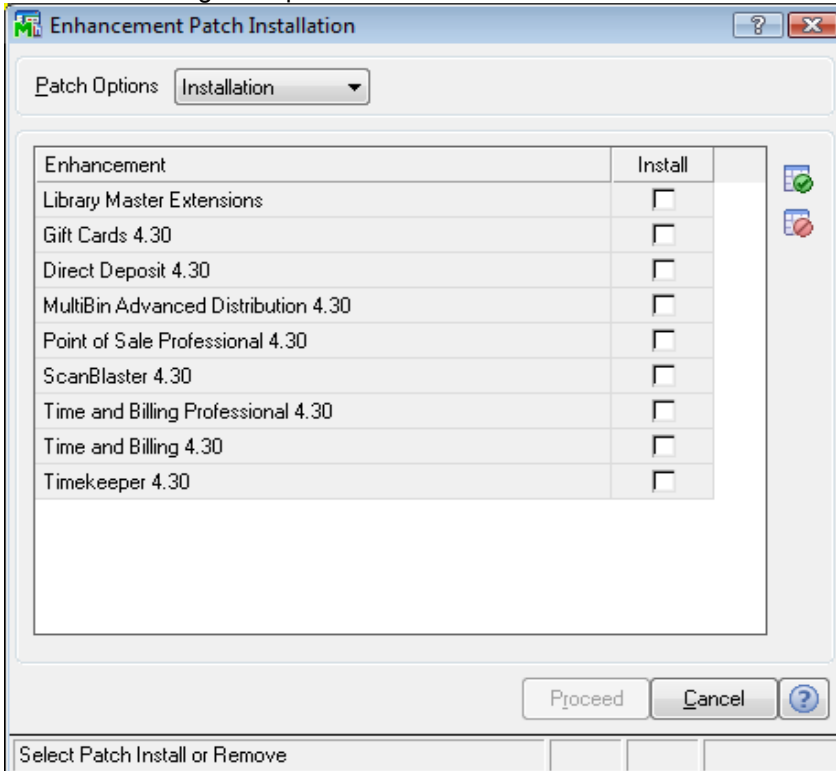 Enhancement Patch Installation
Patch Options Installation
Enhancement Install
Library Master Extensions
Gift Cards 4.30
Direct Deposit 4.30
MultiBin Advanced Distribution 4.30
Point of Sale Professional 4.30
ScanBlaster 4.30
Time and Billing Professional 4.30
Time and Billing 4.30
Timekeeper 4.30
Proceed Cancel
Select Patch Install or Remove